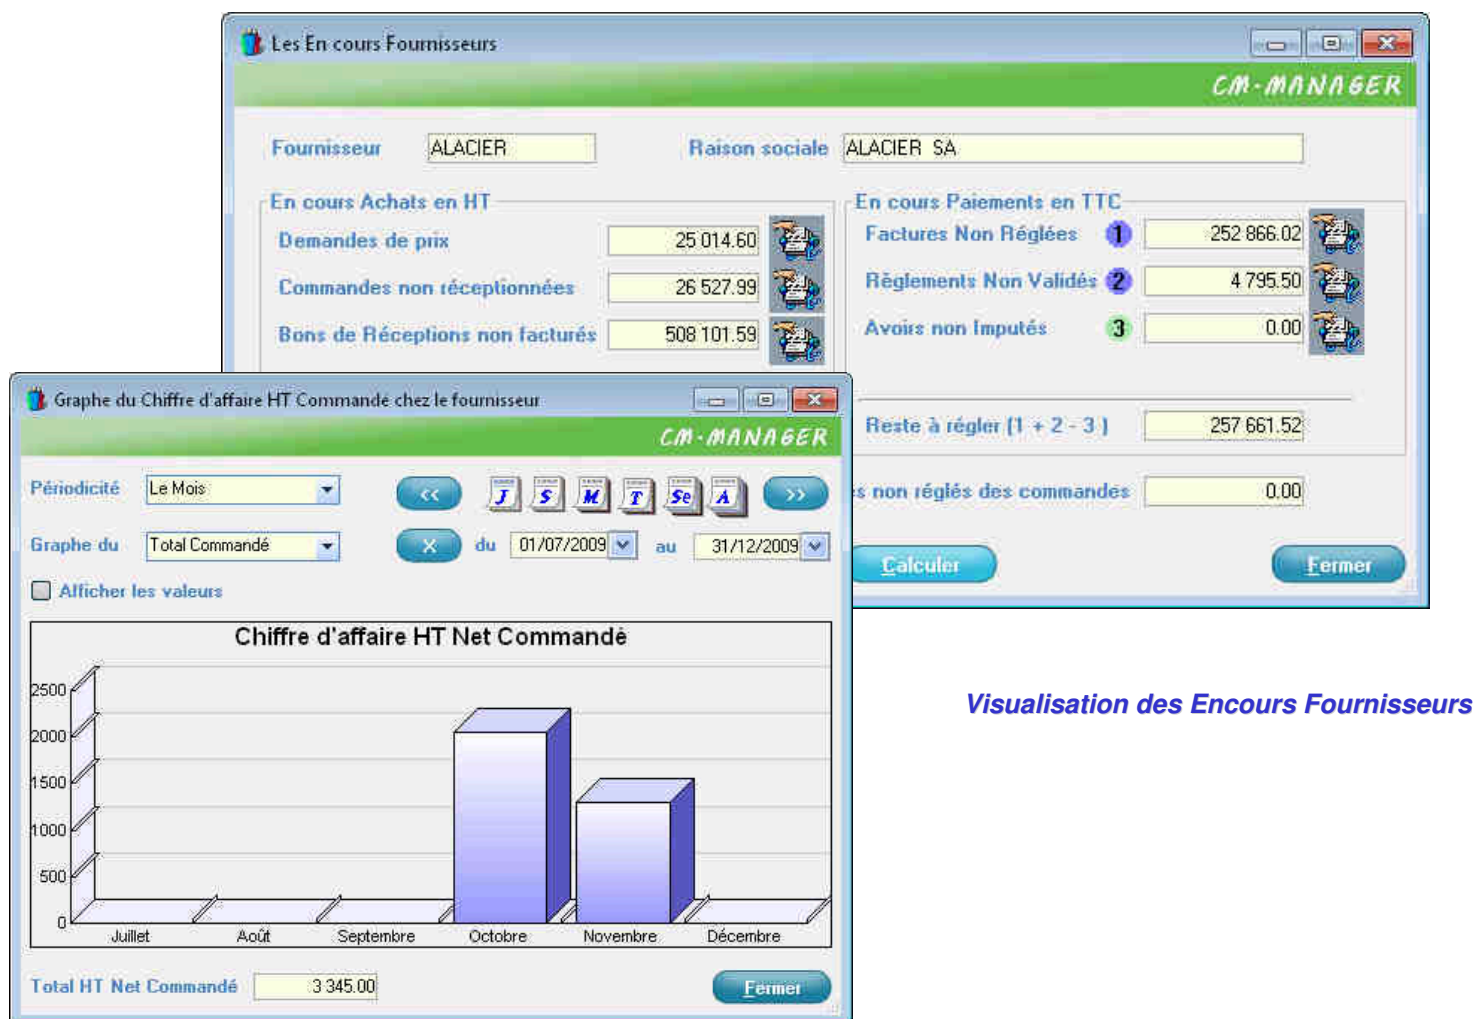 Les En cours Fournisseurs
CM-MANAGER
Fournisseur ALACIER Raison sociale ALACIER SA
En cours Achats en HT
Demandes de prix 25 014.60
Commandes non réceptionnées 26 527.99
Bons de Réceptions non facturés 508 101.59
En cours Paiements en TTC
Factures Non Réglées 1 252 866.02
Règlements Non Validés 2 4 795.50
Avoirs non Imputés 3 0.00
Reste à régler (1 + 2 - 3 ) 257 661.52
non réglés des commandes 0.00
Calculer Fermer
Graphe du Chiffre d'affaire HT Commandé chez le fournisseur
CM-MANAGER
Périodicité Le Mois << J S M T Se A >>
Graphe du Total Commandé X du 01/07/2009 au 31/12/2009
Afficher les valeurs
Chiffre d'affaire HT Net Commandé
2500
2000
1500
1000
500
0
Juillet Août Septembre Octobre Novembre Décembre
Total HT Net Commandé 3 345.00 Fermer
Visualisation des Encours Fournisseurs